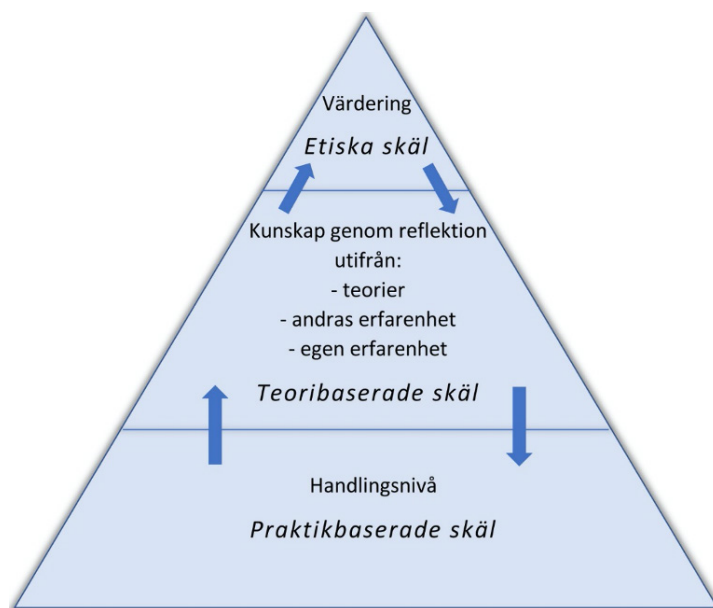 Värdering
Etiska skäl
Kunskap genom reflektion
utifrån:
- teorier
- andras erfarenhet
- egen erfarenhet
Teoribaserade skäl
Handlingsnivå
Praktikbaserade skäl